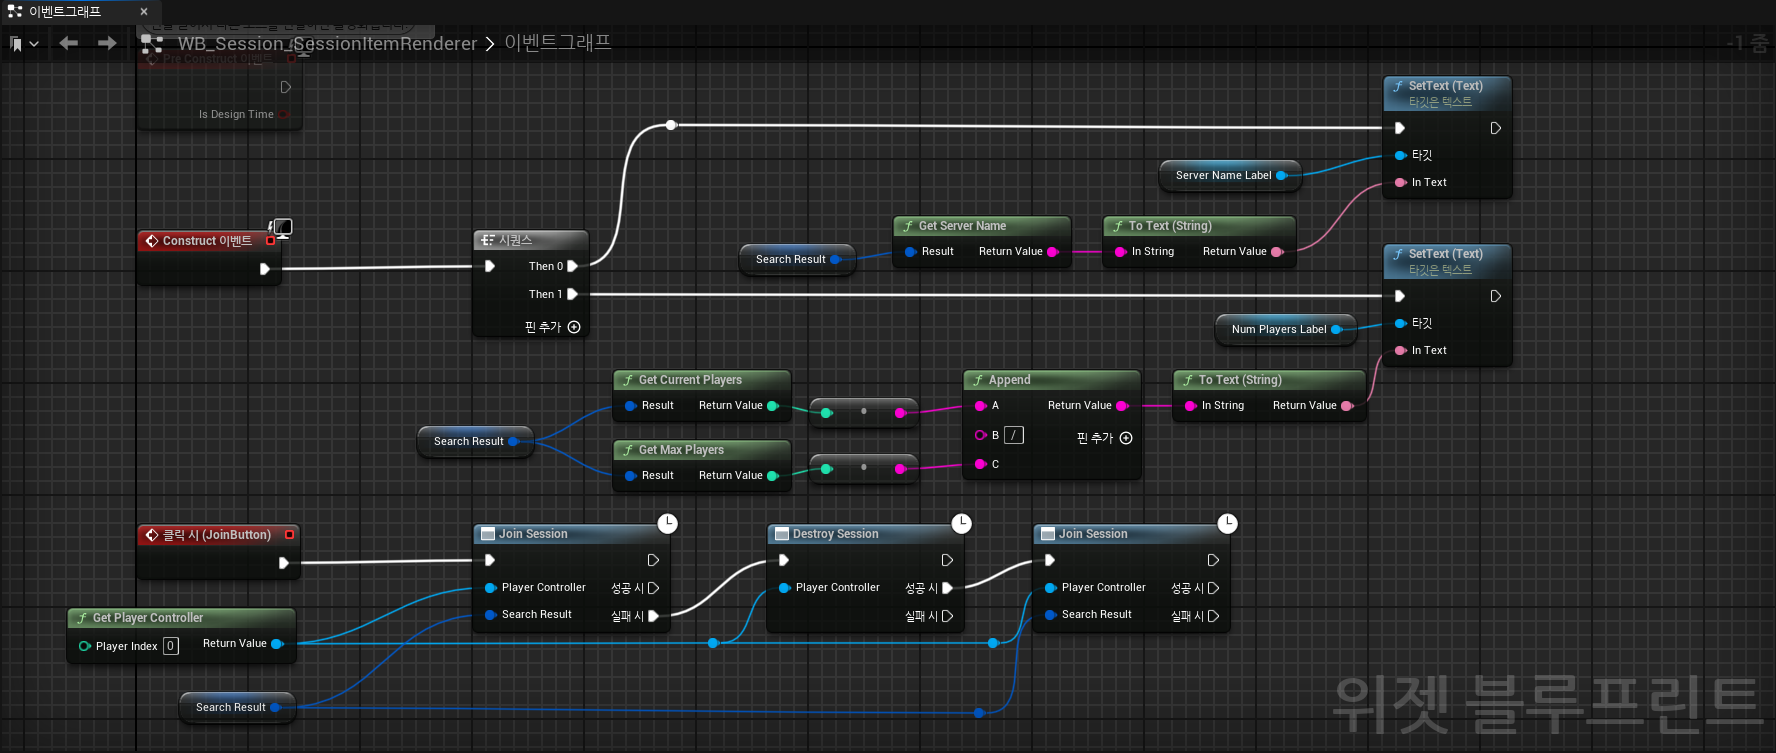 이벤트그래프
WB_Session_SessionItemRenderer > 이벤트그래프
-1 줌
Pre Construct 이벤트
Is Design Time
SetText (Text)
타깃은 텍스트
타깃
In Text
Server Name Label
Construct 이벤트
시퀀스
Then 0
Then 1
핀 추가
Search Result
Get Server Name
Result
Return Value
To Text (String)
In String
Return Value
SetText (Text)
타깃은 텍스트
타깃
In Text
Num Players Label
Search Result
Get Current Players
Result
Return Value
Get Max Players
Result
Return Value
Append
A
Return Value
B /
핀 추가
C
To Text (String)
In String
Return Value
클릭 시 (JoinButton)
Join Session
Player Controller
성공 시
Search Result
실패 시
Destroy Session
Player Controller
성공 시
실패 시
Join Session
Player Controller
성공 시
Search Result
실패 시
Get Player Controller
Player Index 0
Return Value
Search Result
위젯 블루프린트